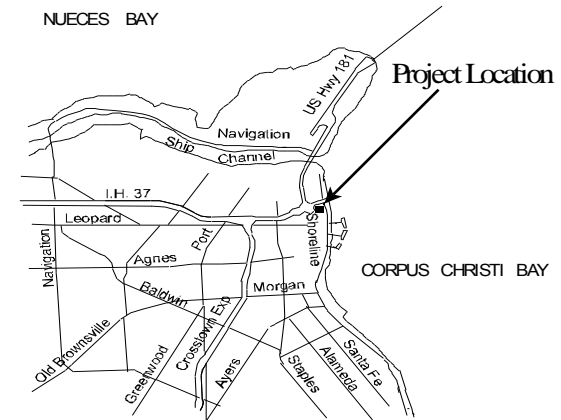 NUECES BAY
US Hwy 181
Project Location
Navigation
Ship Channel
I.H. 37
Leopard
Port
Shoreline
Navigation
Agnes
CORPUS CHRISTI BAY
Baldwin
Morgan
Crosstown Exp
Old Brownsville
Greenwood
Ayers
Staples
Alameda
Santa Fe